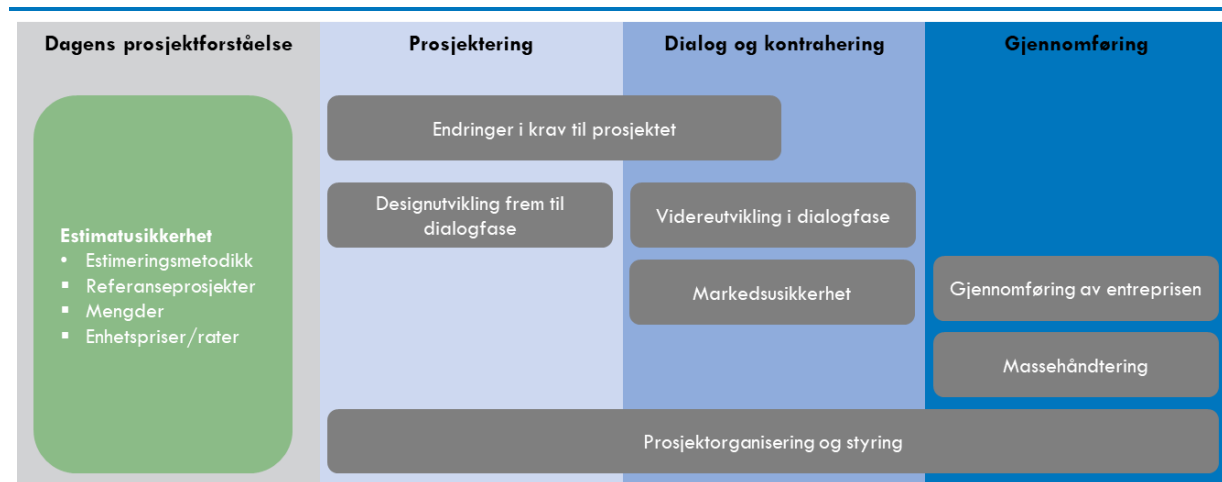 Dagens prosjektforståelse
Prosjektering
Dialog og kontrahering
Gjennomføring
Estimatusikkerhet
• Estimeringsmetodikk
▪ Referanseprosjekter
▪ Mengder
▪ Enhetspriser/rater
Endringer i krav til prosjektet
Designutvikling frem til
dialogfase
Videreutvikling i dialogfase
Markedsusikkerhet
Gjennomføring av entreprisen
Massehåndtering
Prosjektorganisering og styring